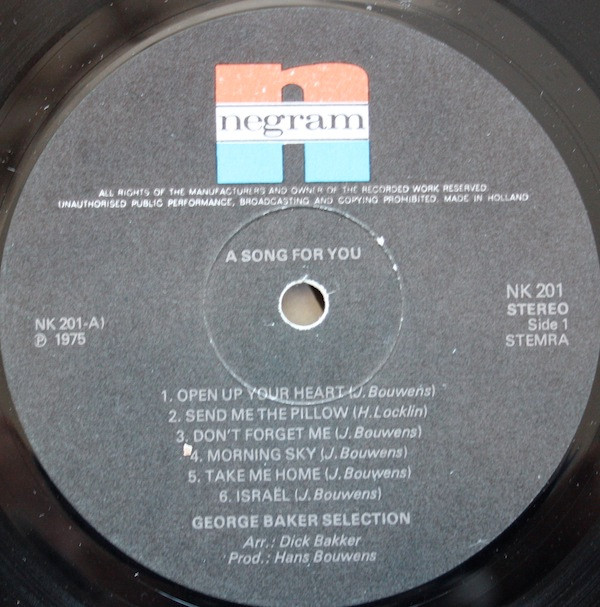 negram
ALL RIGHTS OF THE MANUFACTURERS AND OWNER OF THE RECORDED WORK RESERVED.
UNAUTHORISED PUBLIC PERFORMANCE, BROADCASTING AND COPYING PROHIBITED. MADE IN HOLLAND
A SONG FOR YOU
NK 201-A)
℗ 1975
NK 201
STEREO
Side 1
STEMRA
1. OPEN UP YOUR HEART (J. Bouwens)
2. SEND ME THE PILLOW (H. Locklin)
3. DON'T FORGET ME (J. Bouwens)
4. MORNING SKY (J. Bouwens)
5. TAKE ME HOME (J. Bouwens)
6. ISRAËL (J. Bouwens)
GEORGE BAKER SELECTION
Arr.: Dick Bakker
Prod.: Hans Bouwens